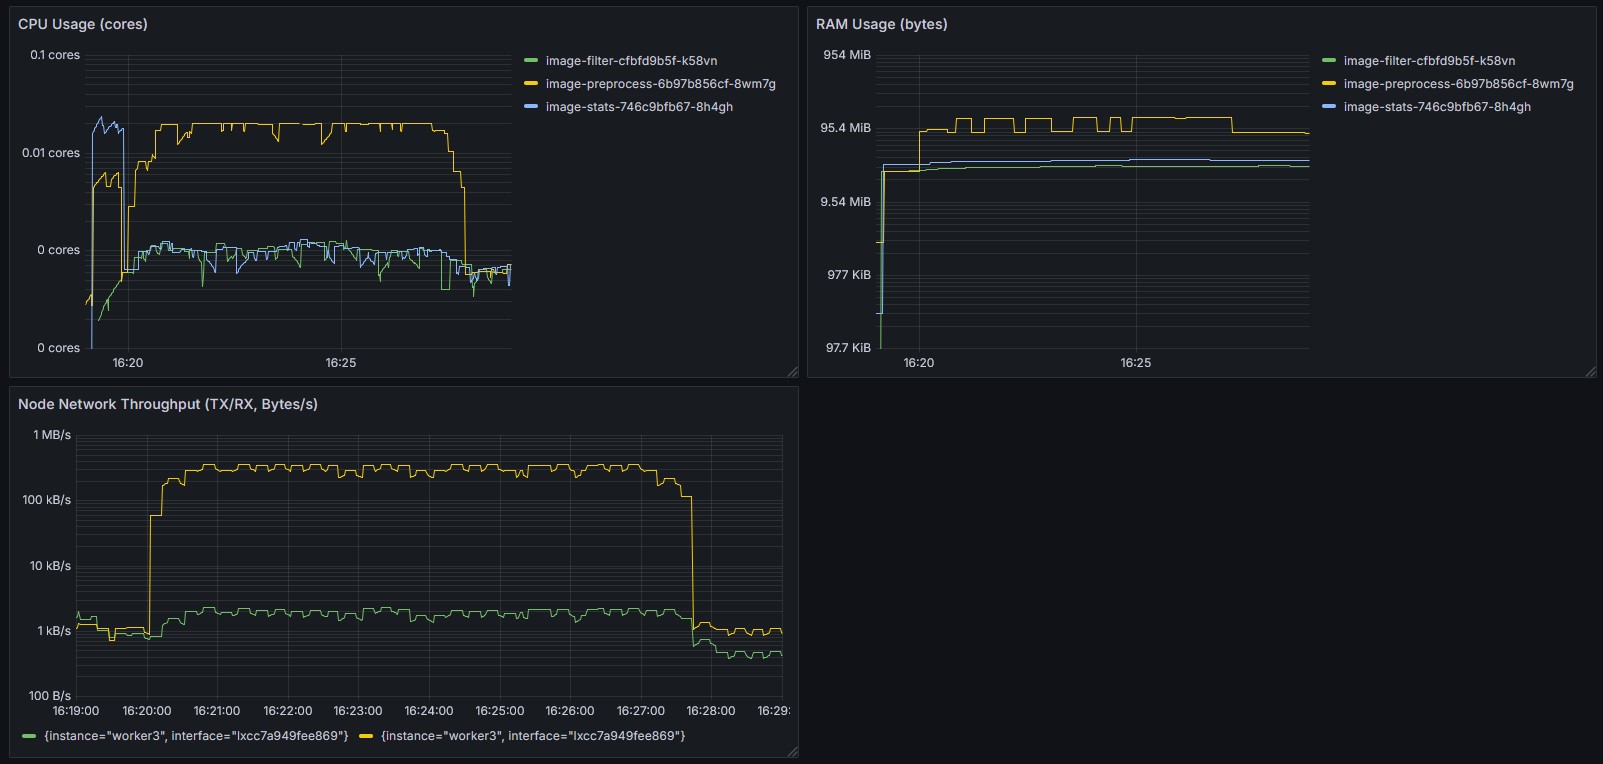 CPU Usage (cores)
0.1 cores
0.01 cores
0 cores
0 cores
16:20
16:25
image-filter-cfbfd9b5f-k58vn
image-preprocess-6b97b856cf-8wm7g
image-stats-746c9bfb67-8h4gh
RAM Usage (bytes)
954 MiB
95.4 MiB
9.54 MiB
977 KiB
97.7 KiB
16:20
16:25
image-filter-cfbfd9b5f-k58vn
image-preprocess-6b97b856cf-8wm7g
image-stats-746c9bfb67-8h4gh
Node Network Throughput (TX/RX, Bytes/s)
1 MB/s
100 kB/s
10 kB/s
1 kB/s
100 B/s
16:19:00 16:20:00 16:21:00 16:22:00 16:23:00 16:24:00 16:25:00 16:26:00 16:27:00 16:28:00 16:29:
{instance="worker3", interface="lxcc7a949fee869"} {instance="worker3", interface="lxcc7a949fee869"}